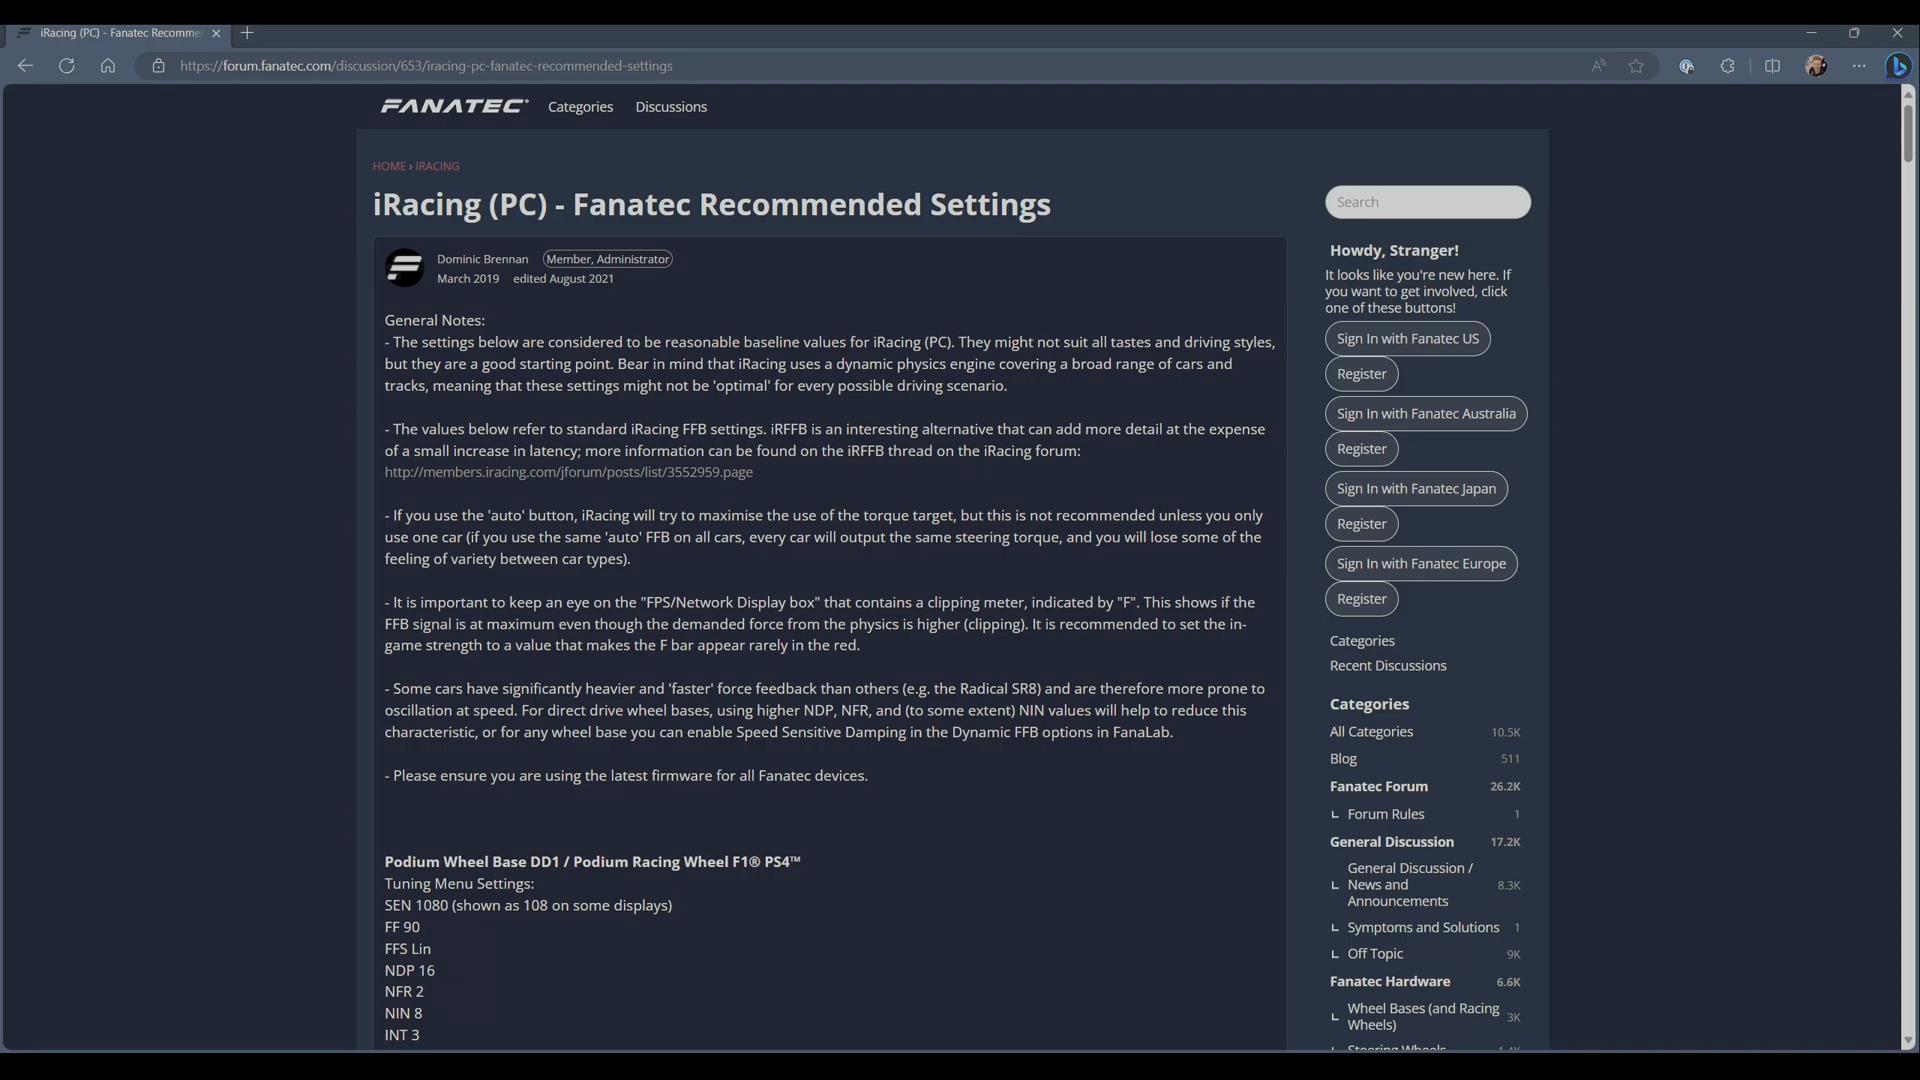 iRacing (PC) - Fanatec Recomme
https://forum.fanatec.com/discussion/653/iracing-pc-fanatec-recommended-settings
FANATEC Categories Discussions
HOME › IRACING
iRacing (PC) - Fanatec Recommended Settings
Dominic Brennan Member, Administrator
March 2019 edited August 2021
General Notes:
- The settings below are considered to be reasonable baseline values for iRacing (PC). They might not suit all tastes and driving styles,
but they are a good starting point. Bear in mind that iRacing uses a dynamic physics engine covering a broad range of cars and
tracks, meaning that these settings might not be 'optimal' for every possible driving scenario.
- The values below refer to standard iRacing FFB settings. iRFFB is an interesting alternative that can add more detail at the expense
of a small increase in latency; more information can be found on the iRFFB thread on the iRacing forum:
http://members.iracing.com/jforum/posts/list/3552959.page
- If you use the 'auto' button, iRacing will try to maximise the use of the torque target, but this is not recommended unless you only
use one car (if you use the same 'auto' FFB on all cars, every car will output the same steering torque, and you will lose some of the
feeling of variety between car types).
- It is important to keep an eye on the "FPS/Network Display box" that contains a clipping meter, indicated by "F". This shows if the
FFB signal is at maximum even though the demanded force from the physics is higher (clipping). It is recommended to set the in-
game strength to a value that makes the F bar appear rarely in the red.
- Some cars have significantly heavier and 'faster' force feedback than others (e.g. the Radical SR8) and are therefore more prone to
oscillation at speed. For direct drive wheel bases, using higher NDP, NFR, and (to some extent) NIN values will help to reduce this
characteristic, or for any wheel base you can enable Speed Sensitive Damping in the Dynamic FFB options in FanaLab.
- Please ensure you are using the latest firmware for all Fanatec devices.
Podium Wheel Base DD1 / Podium Racing Wheel F1® PS4™
Tuning Menu Settings:
SEN 1080 (shown as 108 on some displays)
FF 90
FFS Lin
NDP 16
NFR 2
NIN 8
INT 3
Search
Howdy, Stranger!
It looks like you're new here. If
you want to get involved, click
one of these buttons!
Sign In with Fanatec US
Register
Sign In with Fanatec Australia
Register
Sign In with Fanatec Japan
Register
Sign In with Fanatec Europe
Register
Categories
Recent Discussions
Categories
All Categories 10.5K
Blog 511
Fanatec Forum 26.2K
Forum Rules 1
General Discussion 17.2K
General Discussion /
News and 8.3K
Announcements
Symptoms and Solutions 1
Off Topic 9K
Fanatec Hardware 6.6K
Wheel Bases (and Racing
Wheels) 3K
Steering Wheels 1.4K